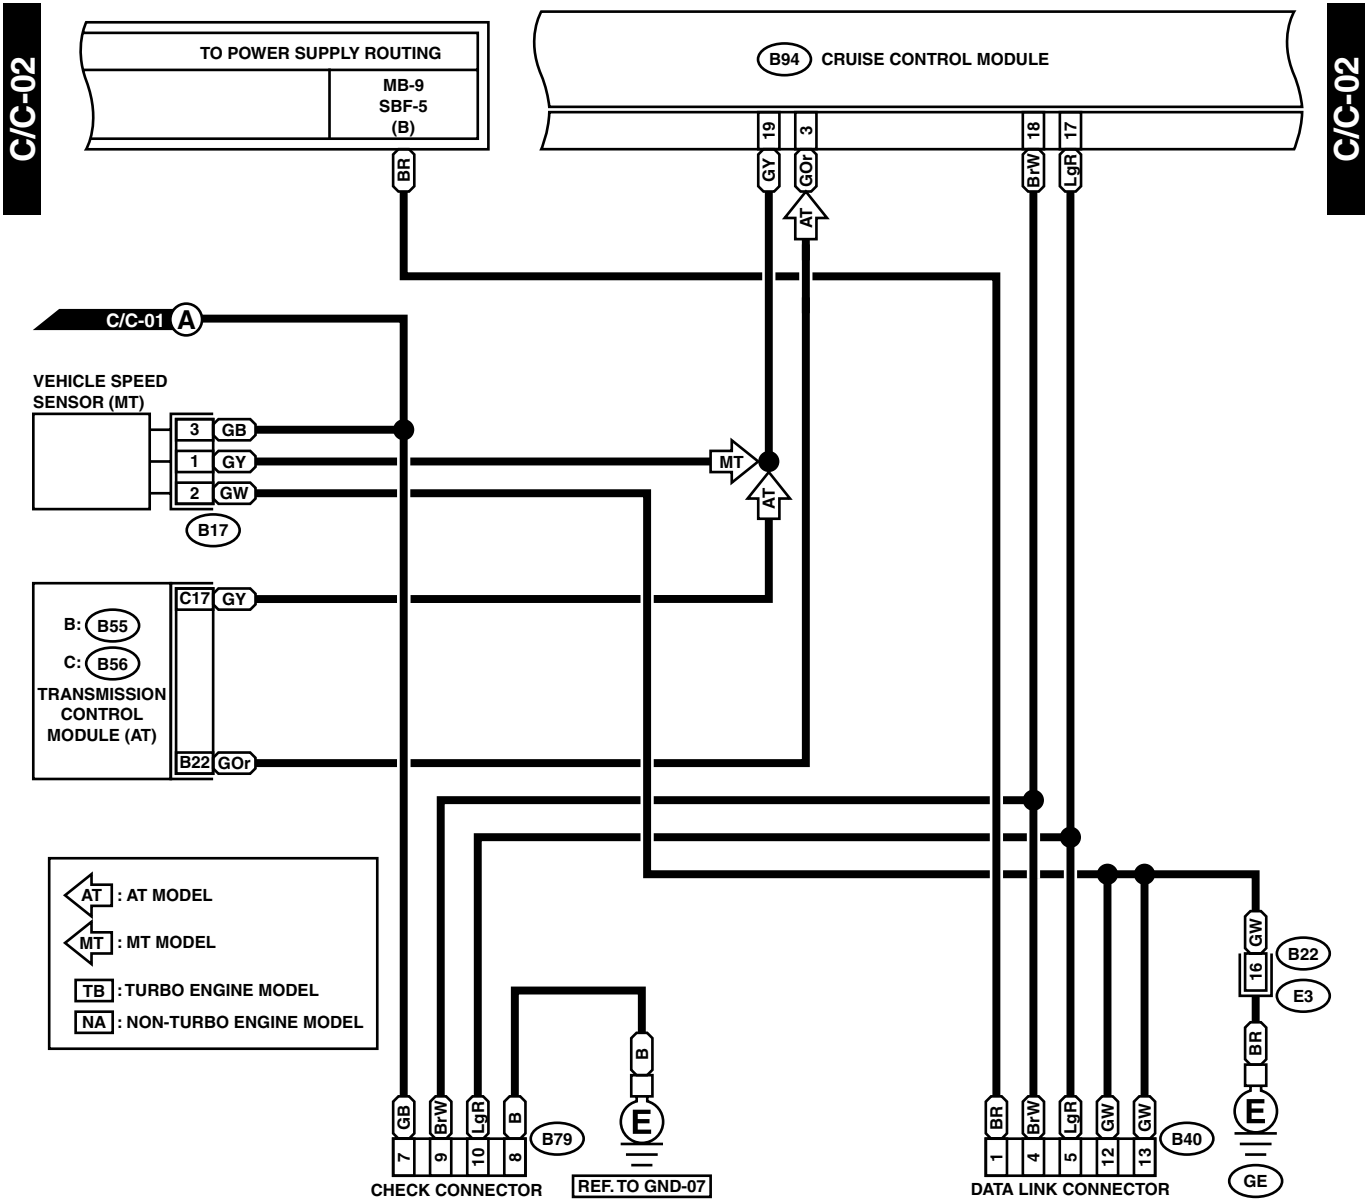 C/C-02
C/C-02
TO POWER SUPPLY ROUTING
MB-9
SBF-5
(B)
BR
B94 CRUISE CONTROL MODULE
19
3
18
17
GY
GOr
BrW
LgR
AT
C/C-01 A
VEHICLE SPEED
SENSOR (MT)
3 GB
1 GY
MT
2 GW
AT
B17
C17 GY
B: B55
C: B56
TRANSMISSION
CONTROL
MODULE (AT)
B22 GOr
AT : AT MODEL
MT : MT MODEL
TB : TURBO ENGINE MODEL
NA : NON-TURBO ENGINE MODEL
GW
16
B22
E3
BR
E
GE
B
E
REF. TO GND-07
GB
BrW
LgR
B
7
9
10
8
B79
CHECK CONNECTOR
BR
BrW
LgR
GW
GW
1
4
5
12
13
B40
DATA LINK CONNECTOR